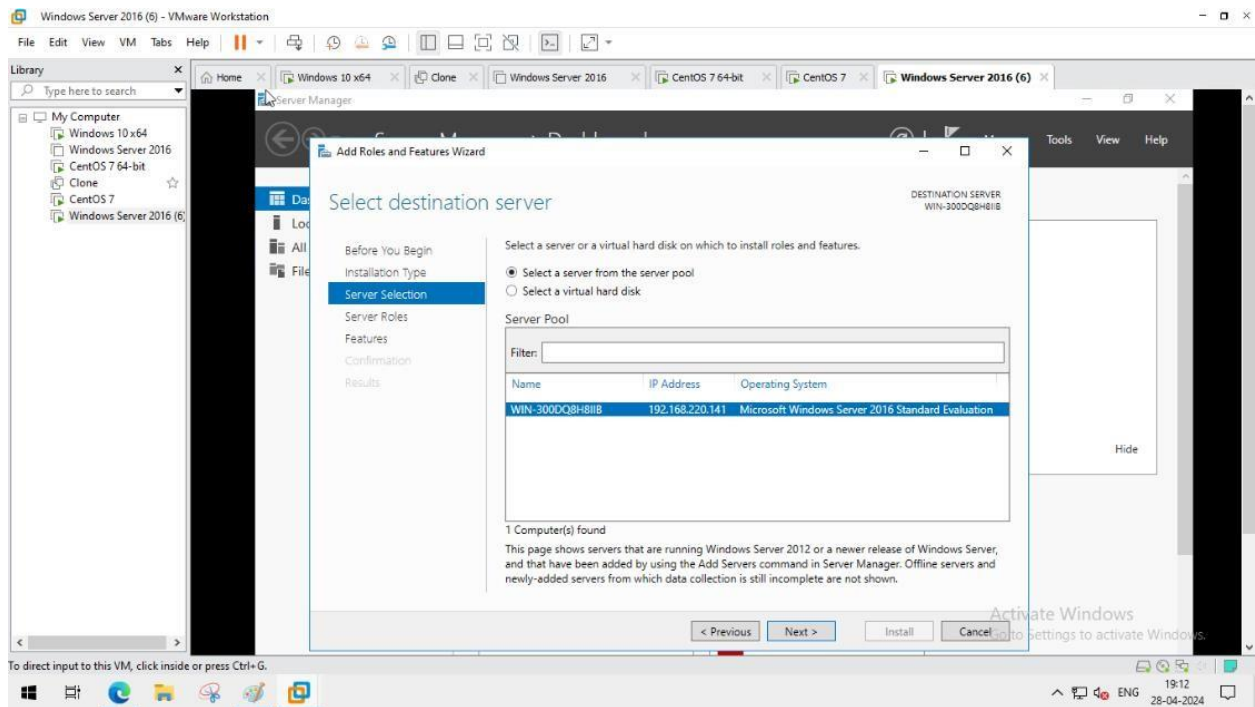 Windows Server 2016 (6) - VMware Workstation
File Edit View VM Tabs Help
Library
Type here to search
My Computer
Windows 10 x64
Windows Server 2016
CentOS 7 64-bit
Clone
CentOS 7
Windows Server 2016 (6)
Home
Windows 10 x64
Clone
Windows Server 2016
CentOS 7 64-bit
CentOS 7
Windows Server 2016 (6)
Server Manager
Tools View Help
Das
Loc
All
File
Hide
Add Roles and Features Wizard
Select destination server
DESTINATION SERVER
WIN-300DQ8H8IIB
Before You Begin
Installation Type
Server Selection
Server Roles
Features
Confirmation
Results
Select a server or a virtual hard disk on which to install roles and features.
Select a server from the server pool
Select a virtual hard disk
Server Pool
Filter:
Name IP Address Operating System
WIN-300DQ8H8IIB 192.168.220.141 Microsoft Windows Server 2016 Standard Evaluation
1 Computer(s) found
This page shows servers that are running Windows Server 2012 or a newer release of Windows Server,
and that have been added by using the Add Servers command in Server Manager. Offline servers and
newly-added servers from which data collection is still incomplete are not shown.
< Previous Next > Install Cancel
Activate Windows
Go to Settings to activate Windows.
To direct input to this VM, click inside or press Ctrl+G.
ENG
19:12
28-04-2024